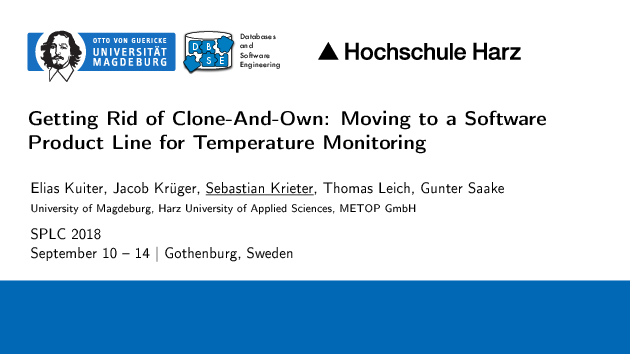 OTTO VON GUERICKE
UNIVERSITÄT
MAGDEBURG
D B
S E
Databases
and
Software
Engineering
Hochschule Harz
Getting Rid of Clone-And-Own: Moving to a Software
Product Line for Temperature Monitoring
Elias Kuiter, Jacob Krüger, Sebastian Krieter, Thomas Leich, Gunter Saake
University of Magdeburg, Harz University of Applied Sciences, METOP GmbH
SPLC 2018
September 10 – 14 | Gothenburg, Sweden